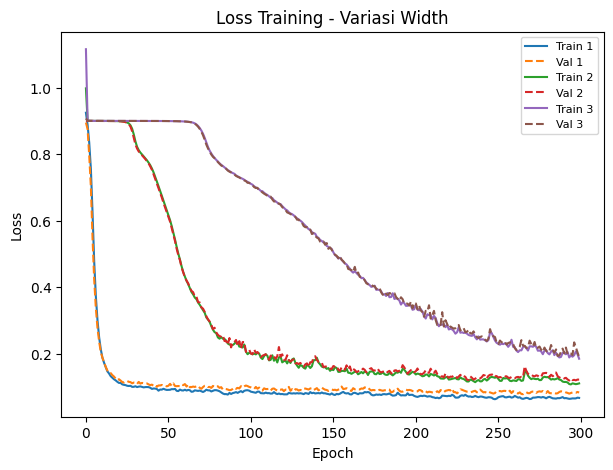 Loss Training - Variasi Width
Train 1
Val 1
Train 2
Val 2
Train 3
Val 3
1.0
0.8
0.6
0.4
0.2
Loss
0 50 100 150 200 250 300
Epoch